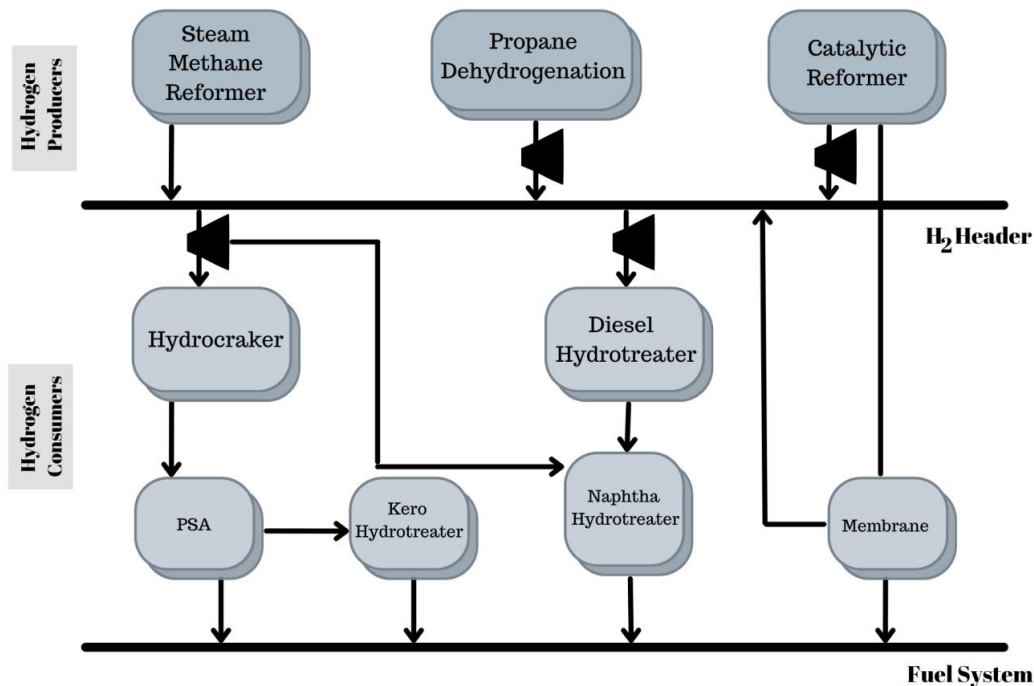 Hydrogen
Producers
Steam
Methane
Reformer
Propane
Dehydrogenation
Catalytic
Reformer
H2 Header
Hydrogen
Consumers
Hydrocraker
Diesel
Hydrotreater
PSA
Kero
Hydrotreater
Naphtha
Hydrotreater
Membrane
Fuel System